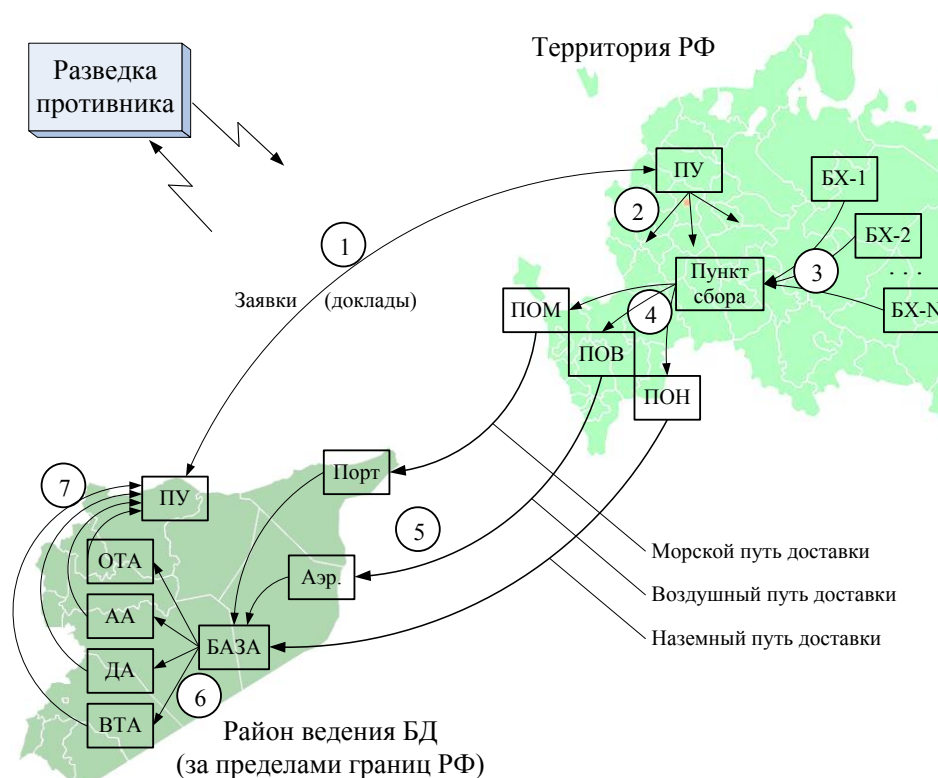 Территория РФ
Разведка
противника
ПУ
БХ-1
2
БХ-2
1
. . .
Пункт
сбора
3
Заявки (доклады)
ПОМ
4
БХ-N
ПОВ
ПОН
7
Порт
ПУ
5
ОТА
Аэр.
Морской путь доставки
АА
Воздушный путь доставки
БАЗА
Наземный путь доставки
ДА
6
ВТА
Район ведения БД
(за пределами границ РФ)